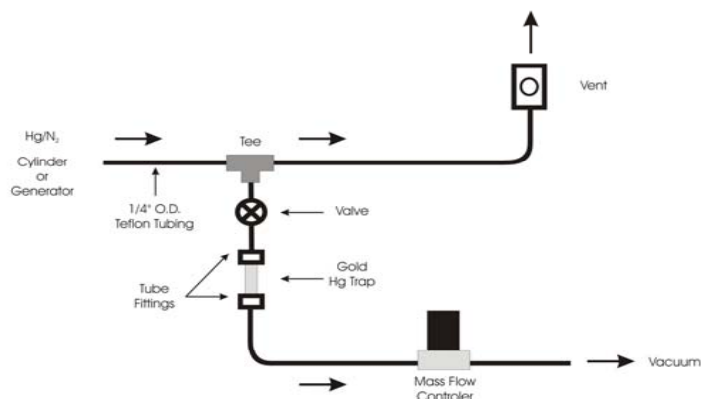 Vent
Hg/N₂
Tee
Cylinder
or
Generator
1/4" O.D.
Teflon Tubing
Valve
Gold
Hg Trap
Tube
Fittings
Vacuum
Mass Flow
Controler